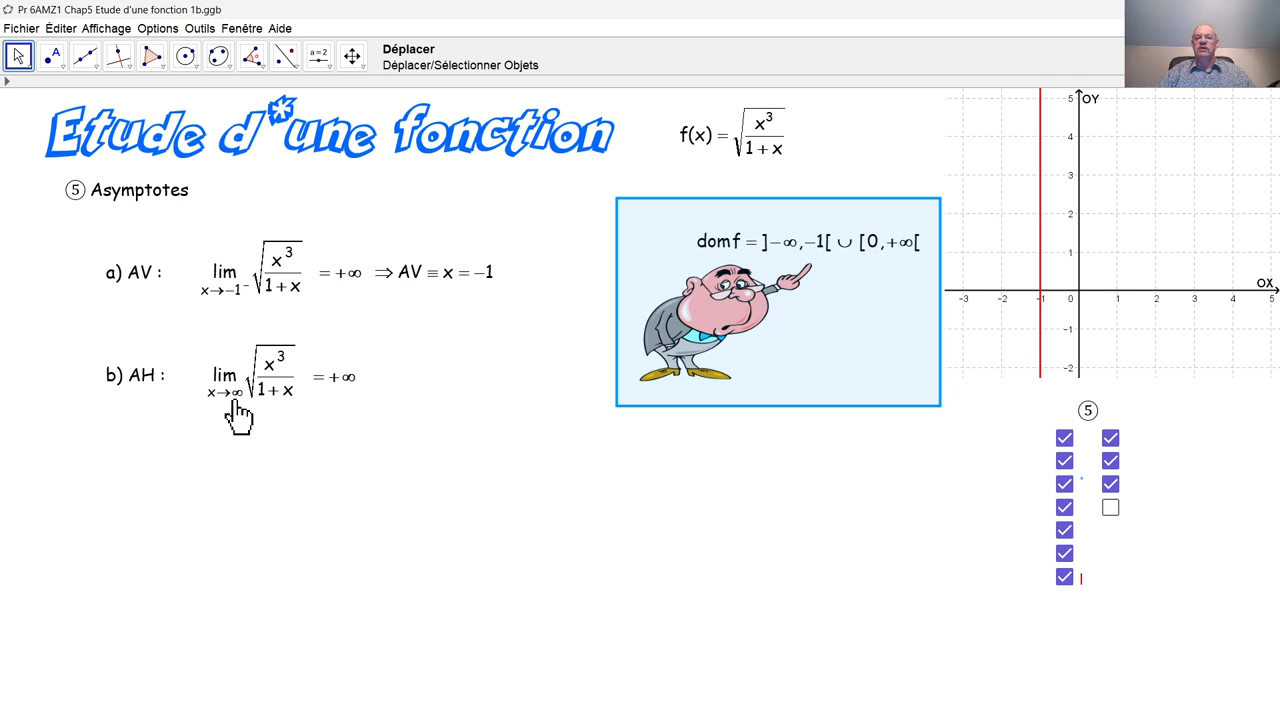 Pr 6AMZ1 Chap5 Etude d'une fonction 1b.ggb
Fichier Éditer Affichage Options Outils Fenêtre Aide
A
a=2
Déplacer
Déplacer/Sélectionner Objets
Etude d*une fonction
f(x) = √(x³/(1+x))
⑤ Asymptotes
a) AV : lim x→-1⁻ √(x³/(1+x)) = +∞ ⇒ AV ≡ x = −1
b) AH : lim x→∞ √(x³/(1+x)) = +∞
domf = ]−∞,−1[ ∪ [0,+∞[
OY
5
4
3
2
1
-1
-2
OX
-3 -2 -1 0 1 2 3 4 5
⑤